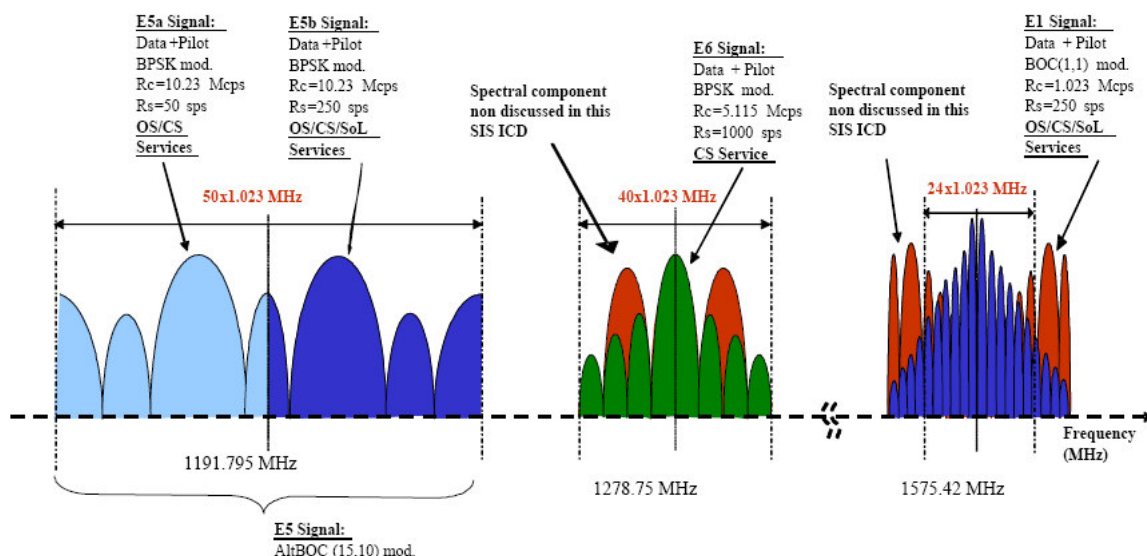 E5a Signal:
Data +Pilot
BPSK mod.
Rc=10.23 Mcps
Rs=50 sps
OS/CS
Services
E5b Signal:
Data+Pilot
BPSK mod.
Rc=10.23 Mcps
Rs=250 sps
OS/CS/SoL
Services
Spectral component
non discussed in this
SIS ICD
E6 Signal:
Data + Pilot
BPSK mod.
Rc=5.115 Mcps
Rs=1000 sps
CS Service
Spectral component
non discussed in this
SIS ICD
E1 Signal:
Data + Pilot
BOC(1,1) mod.
Rc=1.023 Mcps
Rs=250 sps
OS/CS/SoL
Services
50x1.023 MHz
40x1.023 MHz
24x1.023 MHz
Frequency
(MHz)
1191.795 MHz
1278.75 MHz
1575.42 MHz
E5 Signal:
AltBOC (15,10) mod.